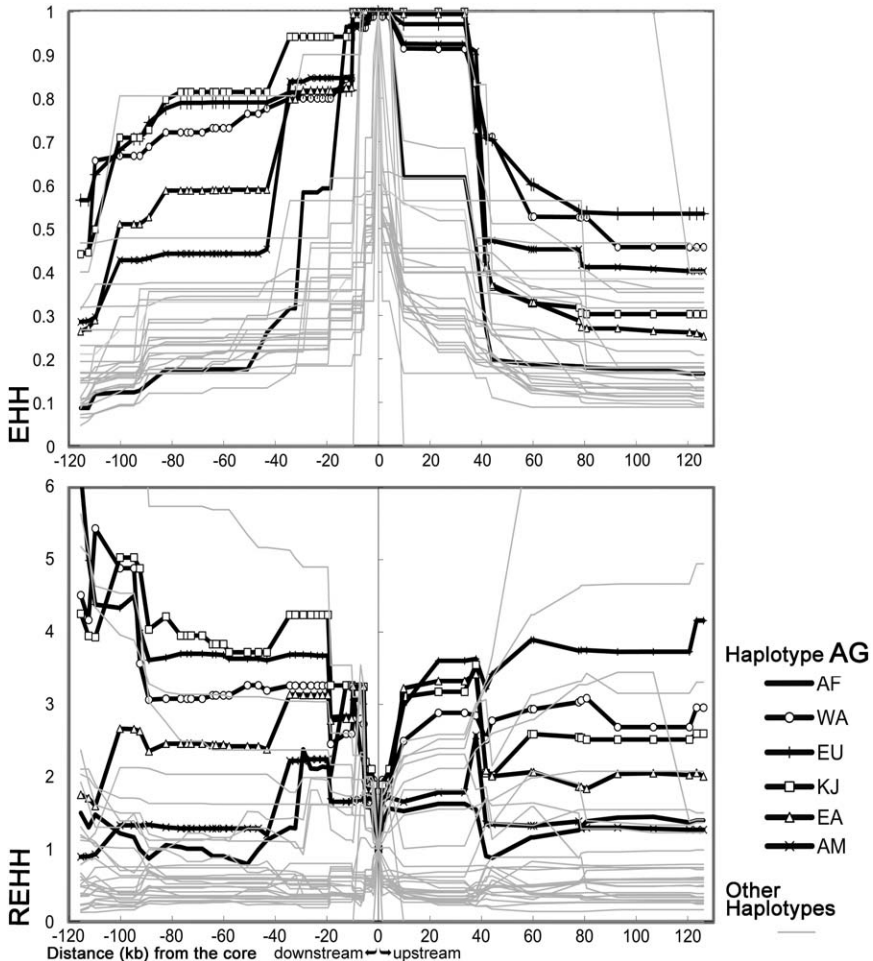 1
0.9
0.8
0.7
0.6
0.5
0.4
0.3
0.2
0.1
0
EHH
-120 -100 -80 -60 -40 -20 0 20 40 60 80 100 120
6
5
4
3
2
1
0
REHH
-120 -100 -80 -60 -40 -20 0 20 40 60 80 100 120
Distance (kb) from the core downstream upstream
Haplotype AG
AF
WA
EU
KJ
EA
AM
Other
Haplotypes